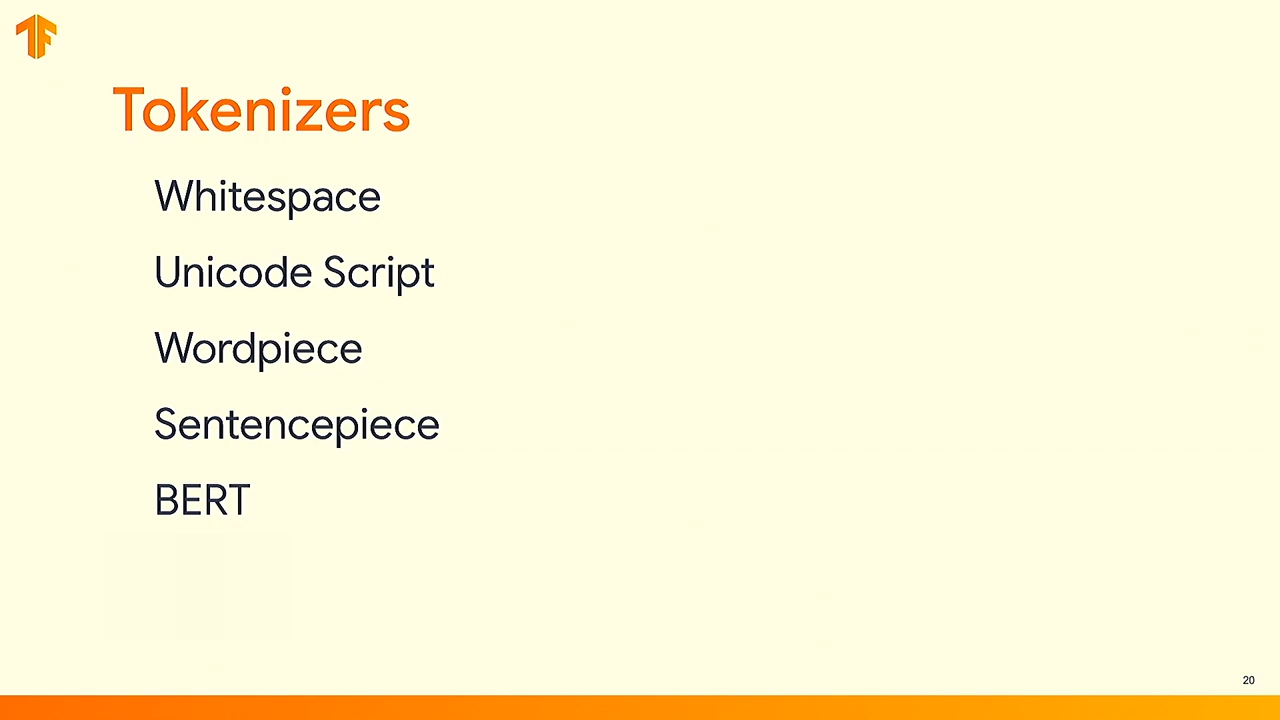 Tokenizers
Whitespace
Unicode Script
Wordpiece
Sentencepiece
BERT
20